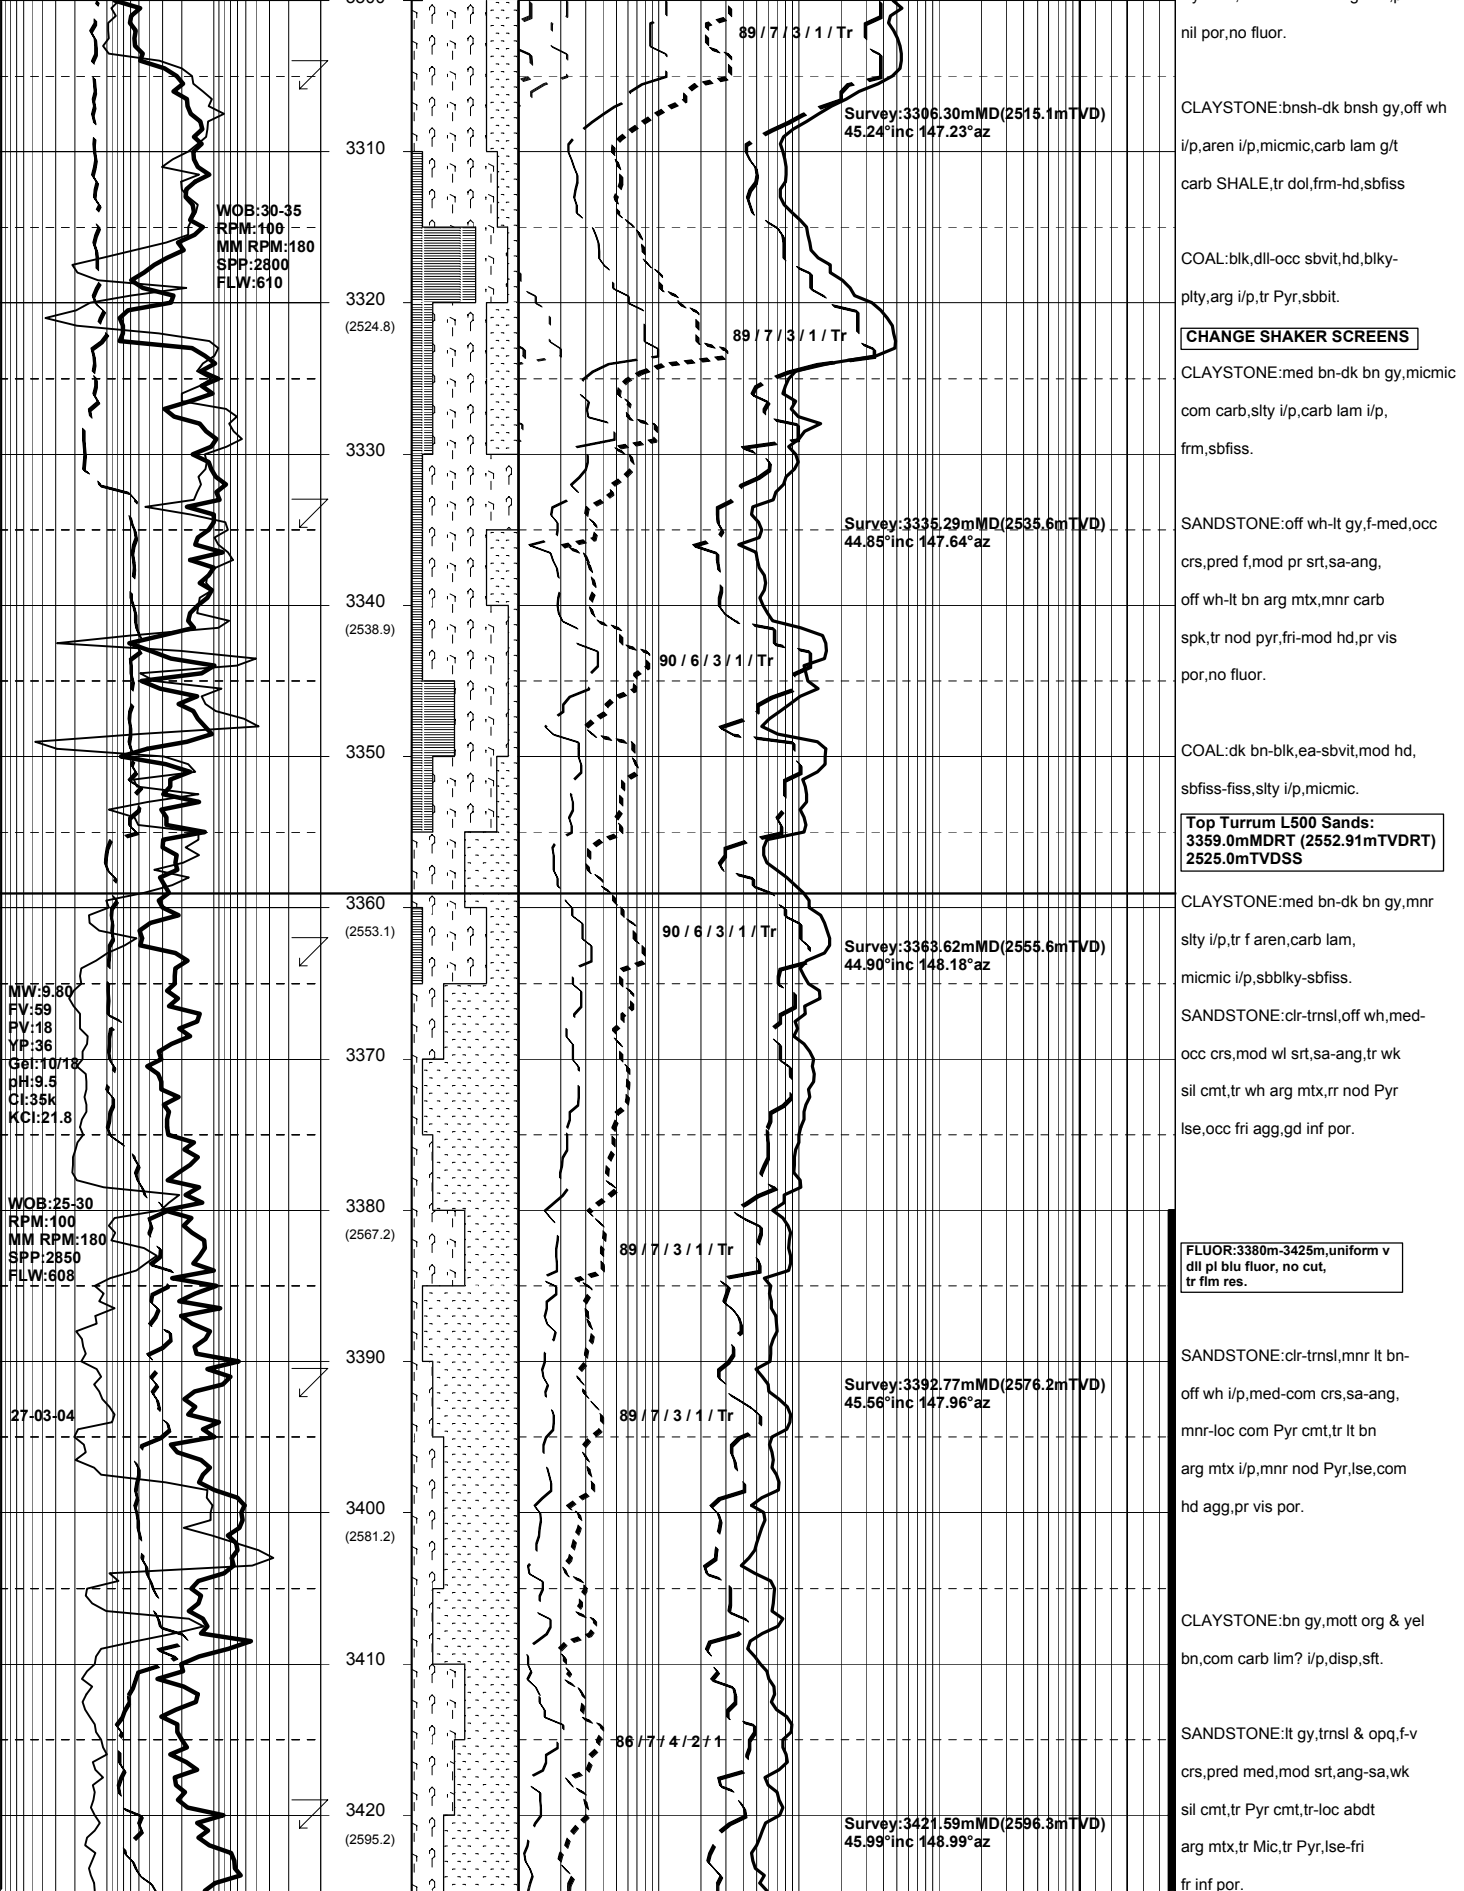 89 / 7 / 3 / 1 / Tr
nil por,no fluor.
Survey:3306.30mMD(2515.1mTVD)
45.24°inc 147.23°az
CLAYSTONE:bnsh-dk bnsh gy,off wh
i/p,aren i/p,micmic,carb lam g/t
carb SHALE,tr dol,frm-hd,sbfiss
3310
WOB:30-35
RPM:100
MM RPM:180
SPP:2800
FLW:610
COAL:blk,dll-occ sbvit,hd,blky-
plty,arg i/p,tr Pyr,sbbit.
3320
(2524.8)
89 / 7 / 3 / 1 / Tr
CHANGE SHAKER SCREENS
CLAYSTONE:med bn-dk bn gy,micmic
com carb,slty i/p,carb lam i/p,
frm,sbfiss.
3330
Survey:3335.29mMD(2535.6mTVD)
44.85°inc 147.64°az
SANDSTONE:off wh-lt gy,f-med,occ
crs,pred f,mod pr srt,sa-ang,
off wh-lt bn arg mtx,mnr carb
spk,tr nod pyr,fri-mod hd,pr vis
por,no fluor.
3340
(2538.9)
90 / 6 / 3 / 1 / Tr
3350
COAL:dk bn-blk,ea-sbvit,mod hd,
sbfiss-fiss,slty i/p,micmic.
Top Turrum L500 Sands:
3359.0mMDRT (2552.91mTVDRT)
2525.0mTVDSS
3360
(2553.1)
90 / 6 / 3 / 1 / Tr
Survey:3363.62mMD(2555.6mTVD)
44.90°inc 148.18°az
CLAYSTONE:med bn-dk bn gy,mnr
slty i/p,tr f aren,carb lam,
micmic i/p,sbblky-sbfiss.
MW:9.80
FV:59
PV:18
YP:36
Gel:10/18
pH:9.5
Cl:35k
KCl:21.8
SANDSTONE:clr-trnsl,off wh,med-
occ crs,mod wl srt,sa-ang,tr wk
sil cmt,tr wh arg mtx,rr nod Pyr
lse,occ fri agg,gd inf por.
3370
3380
(2567.2)
WOB:25-30
RPM:100
MM RPM:180
SPP:2850
FLW:608
89 / 7 / 3 / 1 / Tr
FLUOR:3380m-3425m,uniform v
dll pl blu fluor, no cut,
tr flm res.
3390
Survey:3392.77mMD(2576.2mTVD)
45.56°inc 147.96°az
27-03-04
89 / 7 / 3 / 1 / Tr
SANDSTONE:clr-trnsl,mnr lt bn-
off wh i/p,med-com crs,sa-ang,
mnr-loc com Pyr cmt,tr lt bn
arg mtx i/p,mnr nod Pyr,lse,com
hd agg,pr vis por.
3400
(2581.2)
CLAYSTONE:bn gy,mott org & yel
bn,com carb lim? i/p,disp,sft.
3410
86 / 7 / 4 / 2 / 1
SANDSTONE:lt gy,trnsl & opq,f-v
crs,pred med,mod srt,ang-sa,wk
sil cmt,tr Pyr cmt,tr-loc abdt
arg mtx,tr Mic,tr Pyr,lse-fri
fr inf por.
3420
(2595.2)
Survey:3421.59mMD(2596.3mTVD)
45.99°inc 148.99°az